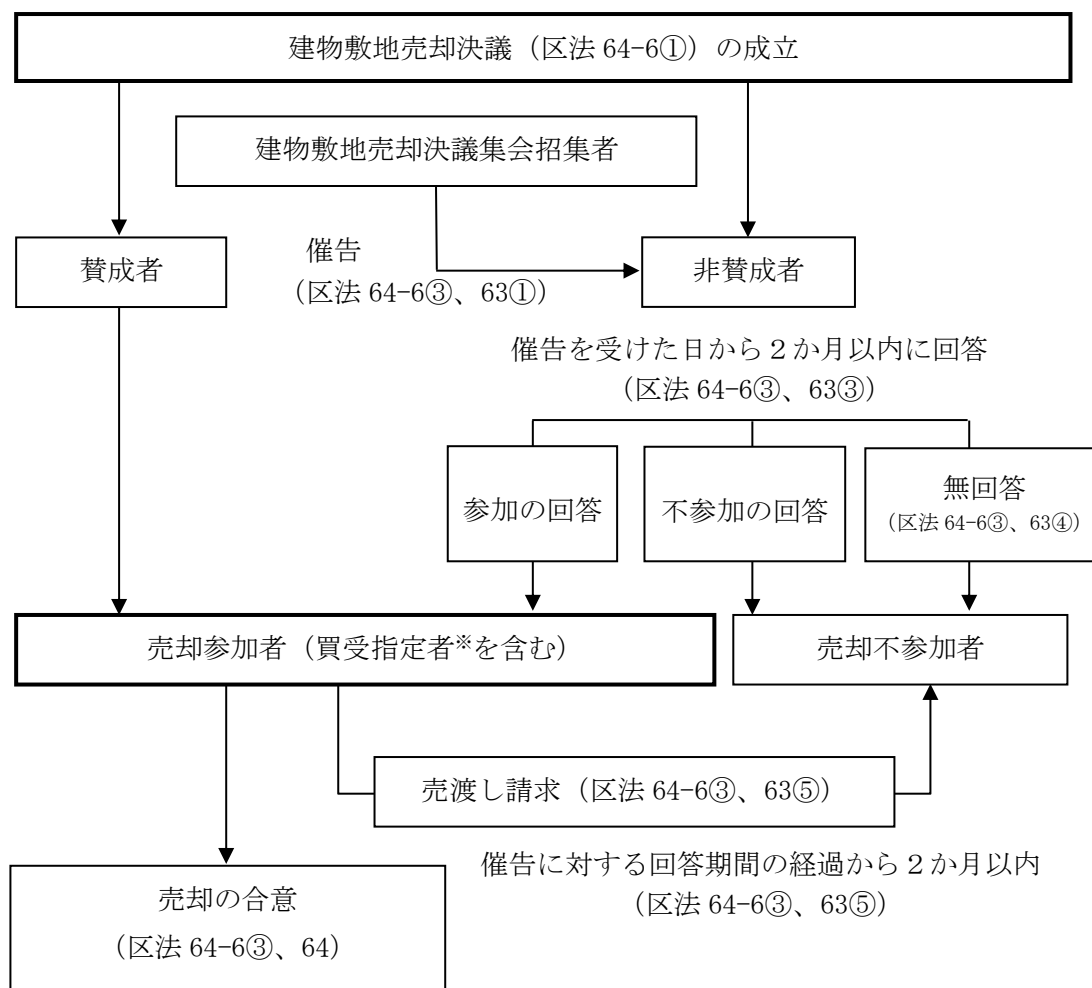 建物敷地売却決議（区法 64-6①）の成立
建物敷地売却決議集会招集者
賛成者
催告
（区法 64-6③、63①）
非賛成者
催告を受けた日から２か月以内に回答
（区法 64-6③、63③）
参加の回答
不参加の回答
無回答
（区法 64-6③、63④）
売却参加者（買受指定者※を含む）
売却不参加者
売渡し請求（区法 64-6③、63⑤）
催告に対する回答期間の経過から２か月以内
（区法 64-6③、63⑤）
売却の合意
（区法 64-6③、64）